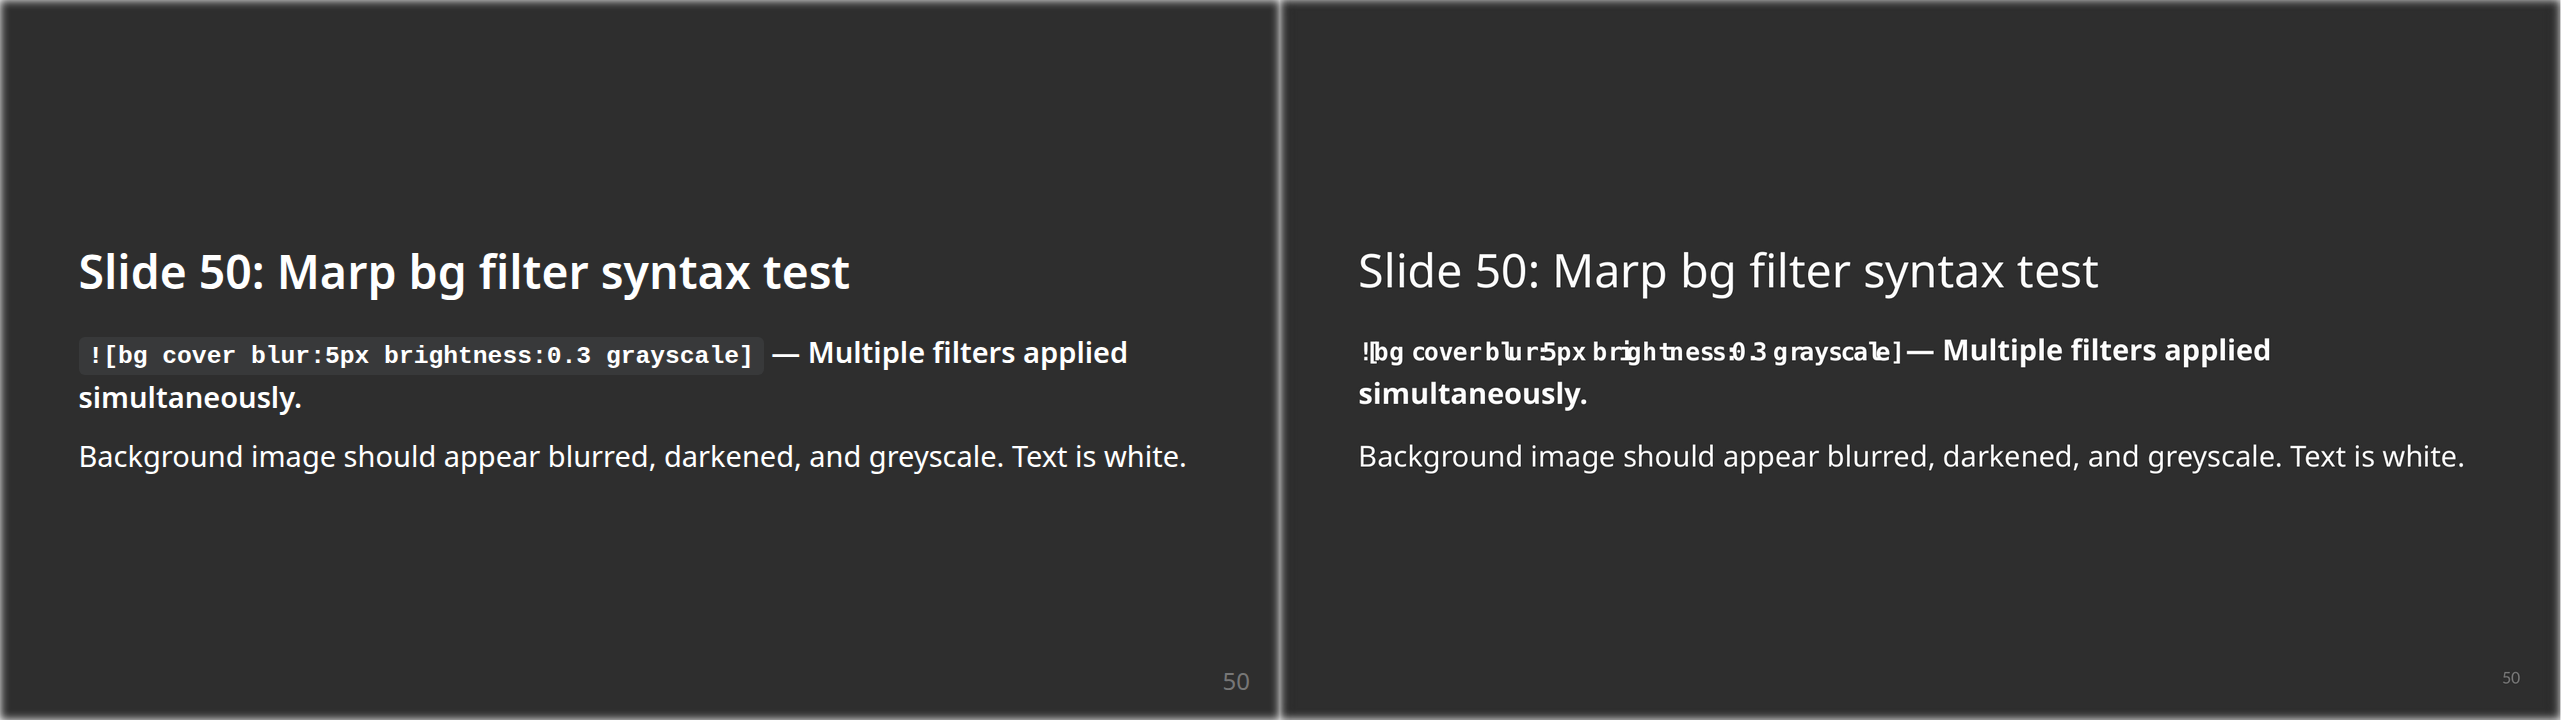 Slide 50: Marp bg filter syntax test
![bg cover blur:5px brightness:0.3 grayscale] — Multiple filters applied
simultaneously.
Background image should appear blurred, darkened, and greyscale. Text is white.
50
Slide 50: Marp bg filter syntax test
![bg cover blur:5px brightness:0.3 grayscale] — Multiple filters applied
simultaneously.
Background image should appear blurred, darkened, and greyscale. Text is white.
50